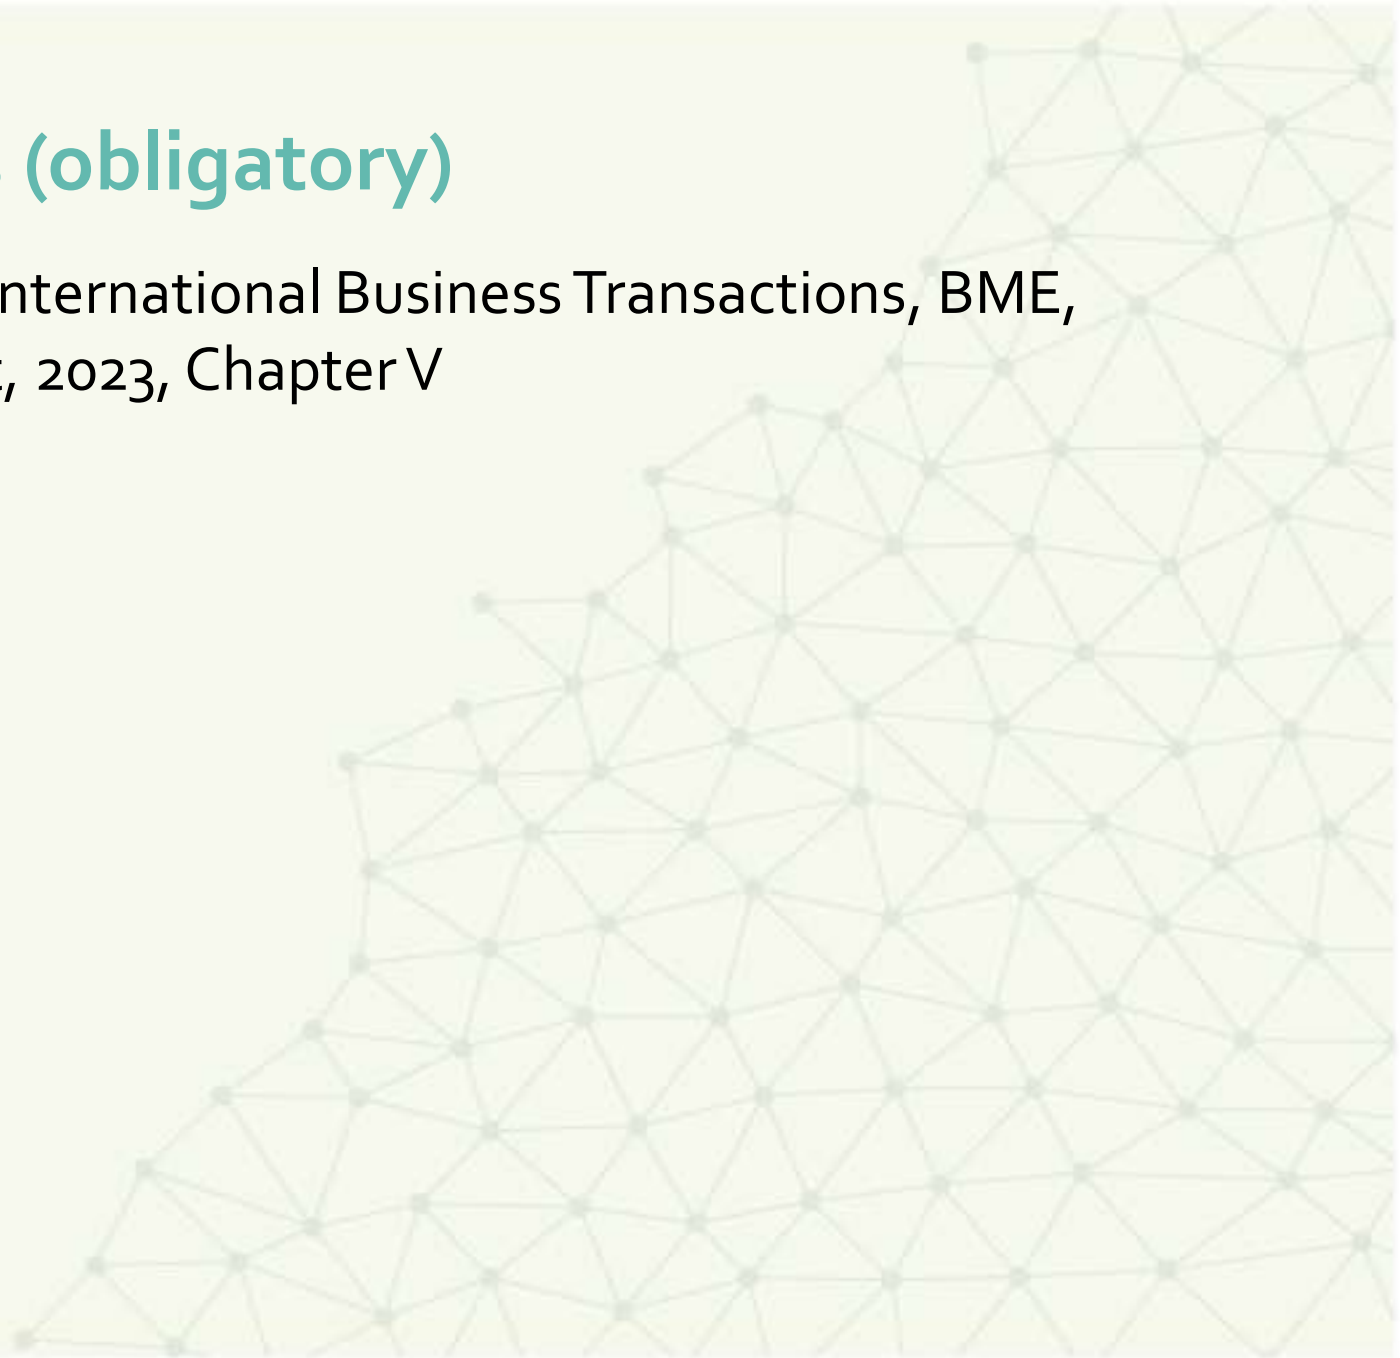 (obligatory)
nternational Business Transactions, BME,
, 2023, Chapter V